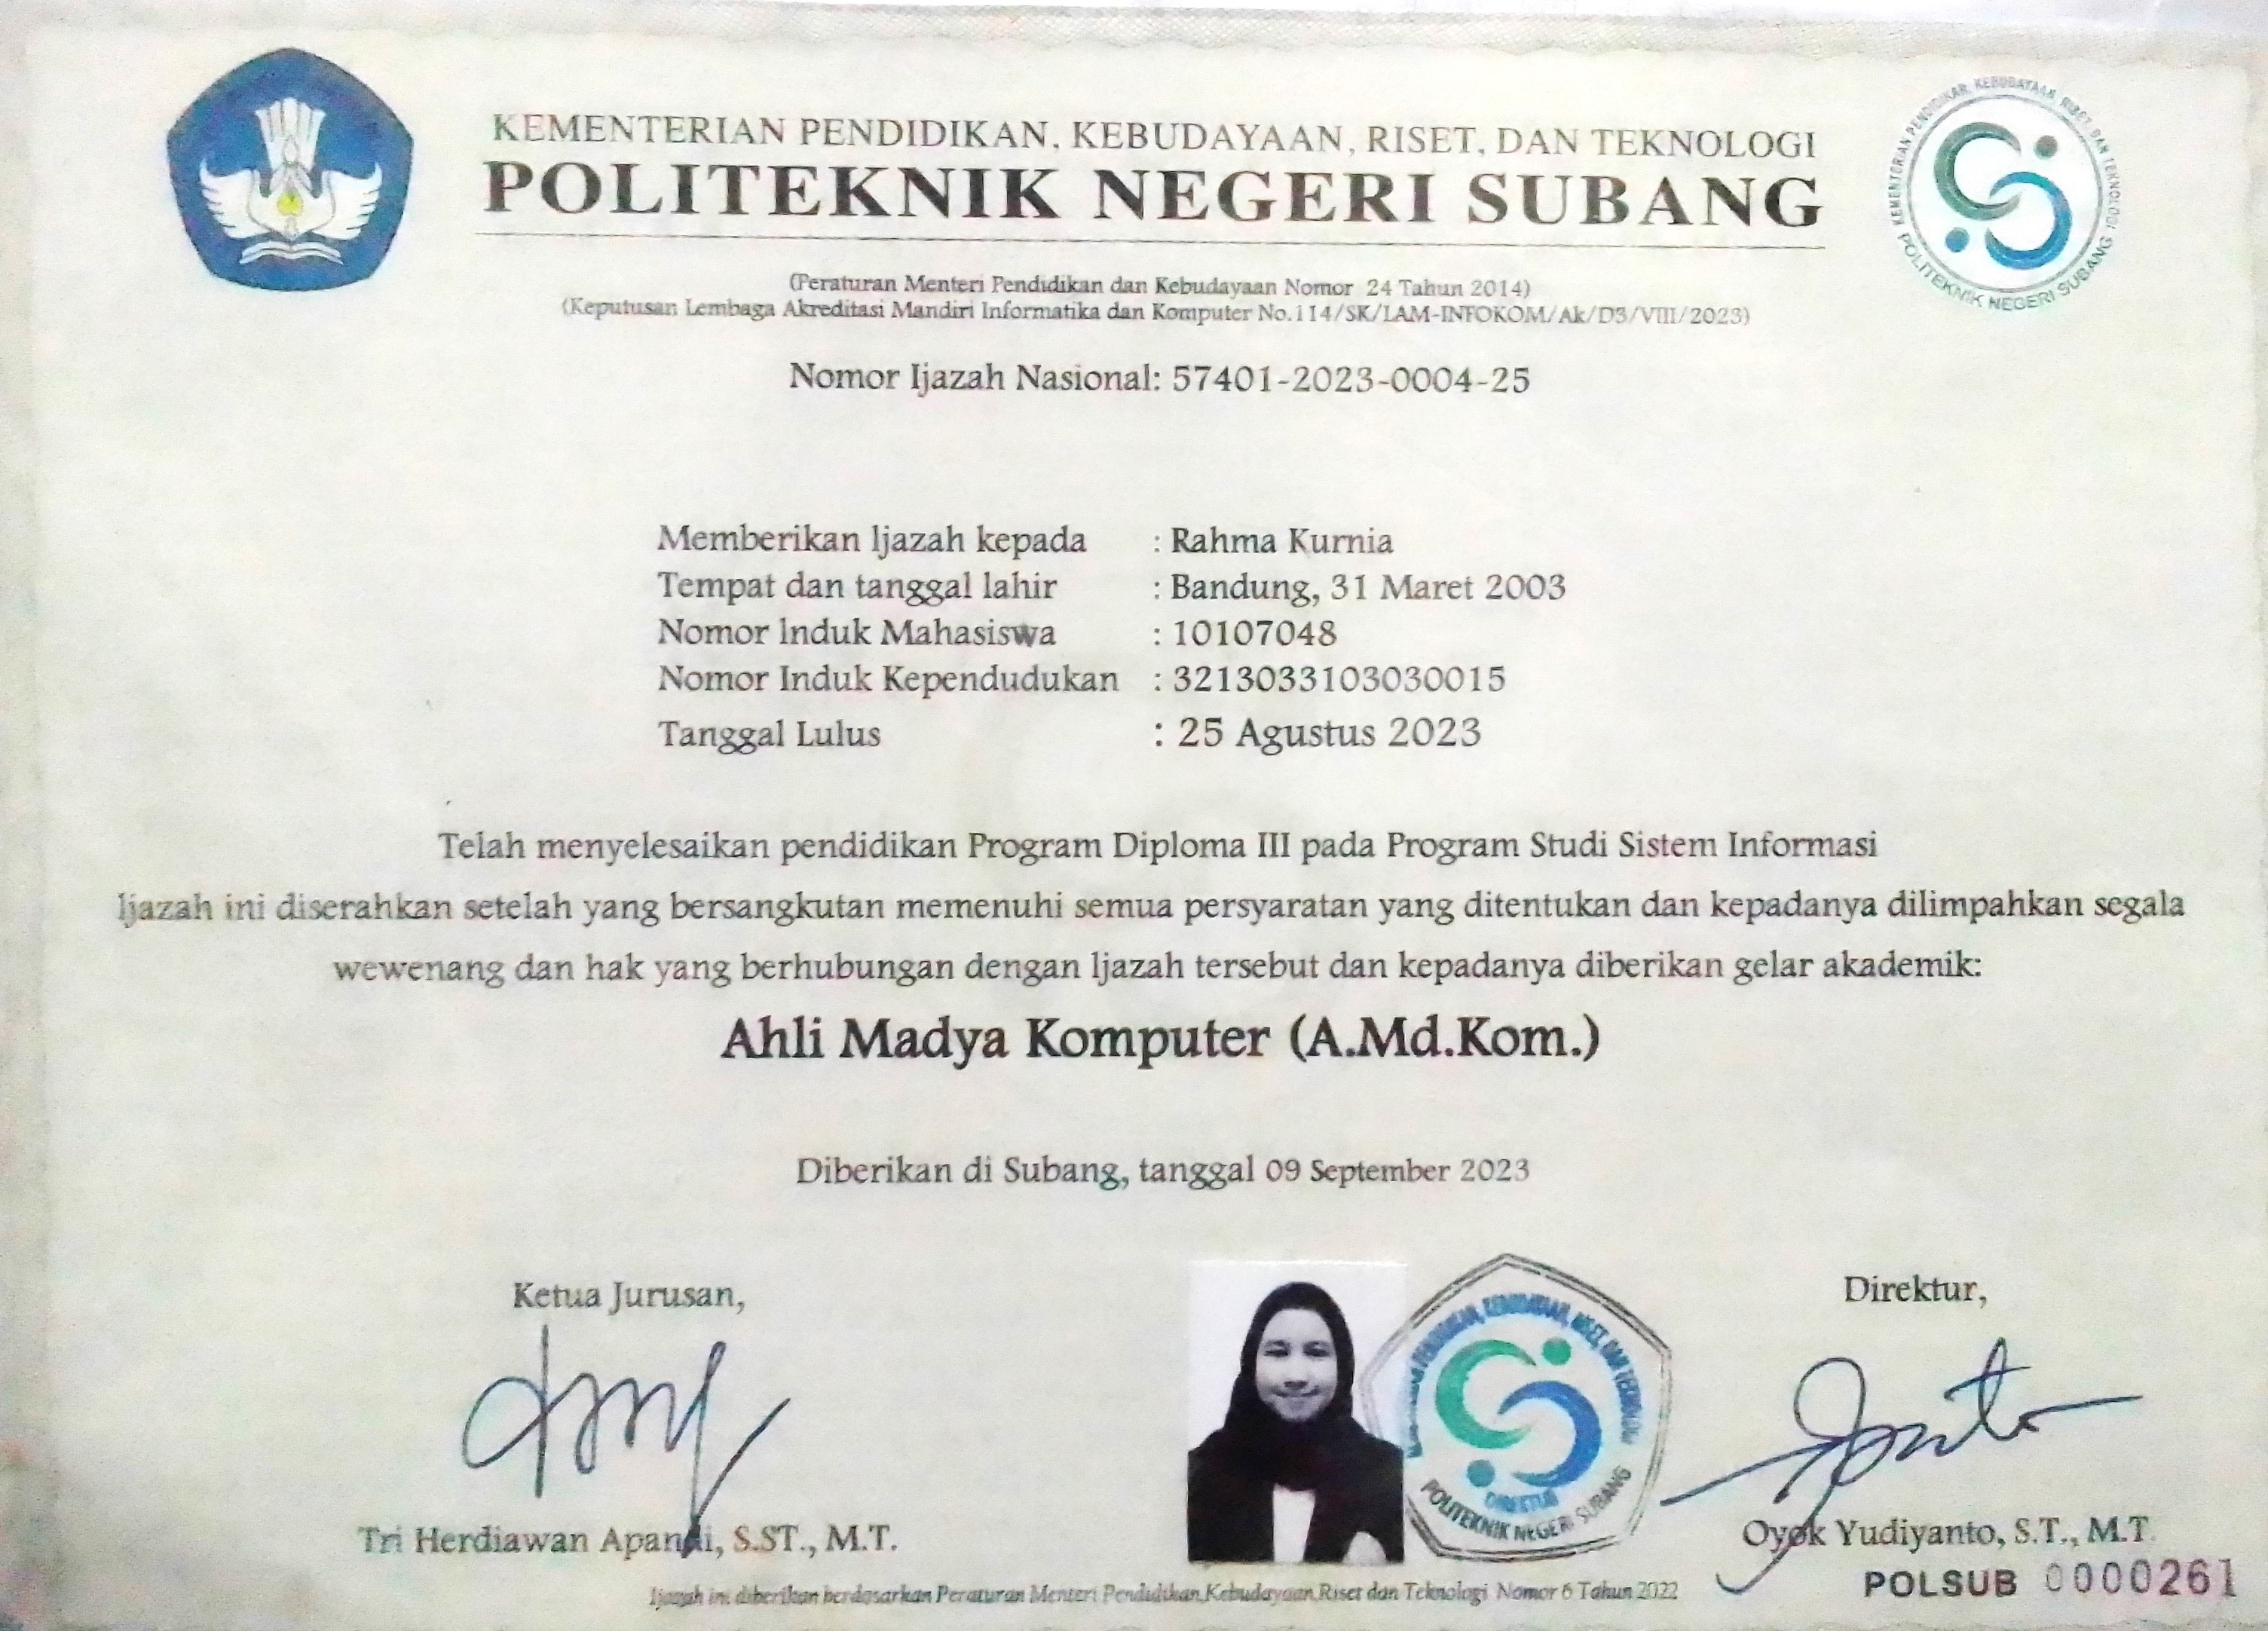 KEMENTERIAN PENDIDIKAN, KEBUDAYAAN, RISET, DAN TEKNOLOGI
POLITEKNIK NEGERI SUBANG
KEMENTERIAN PENDIDIKAN, KEBUDAYAAN, RISET, DAN TEKNOLOGI
POLITEKNIK NEGERI SUBANG
(Peraturan Menteri Pendidikan dan Kebudayaan Nomor 24 Tahun 2014)
(Keputusan Lembaga Akreditasi Mandiri Informatika dan Komputer No.114/SK/LAM-INFOKOM/Ak/D3/VIII/2023)
Nomor Ijazah Nasional: 57401-2023-0004-25
Memberikan Ijazah kepada : Rahma Kurnia
Tempat dan tanggal lahir : Bandung, 31 Maret 2003
Nomor Induk Mahasiswa : 10107048
Nomor Induk Kependudukan : 3213033103030015
Tanggal Lulus : 25 Agustus 2023
Telah menyelesaikan pendidikan Program Diploma III pada Program Studi Sistem Informasi
Ijazah ini diserahkan setelah yang bersangkutan memenuhi semua persyaratan yang ditentukan dan kepadanya dilimpahkan segala
wewenang dan hak yang berhubungan dengan Ijazah tersebut dan kepadanya diberikan gelar akademik:
Ahli Madya Komputer (A.Md.Kom.)
Diberikan di Subang, tanggal 09 September 2023
Ketua Jurusan,
Direktur,
PENDIDIKAN, KEBUDAYAAN, RISET, DAN TEKNOLOGI
DIREKTUR
POLITEKNIK NEGERI SUBANG
Tri Herdiawan Apandi, S.ST., M.T.
Oyok Yudiyanto, S.T., M.T.
POLSUB 0000261
Ijazah ini diberikan berdasarkan Peraturan Menteri Pendidikan,Kebudayaan,Riset dan Teknologi Nomor 6 Tahun 2022